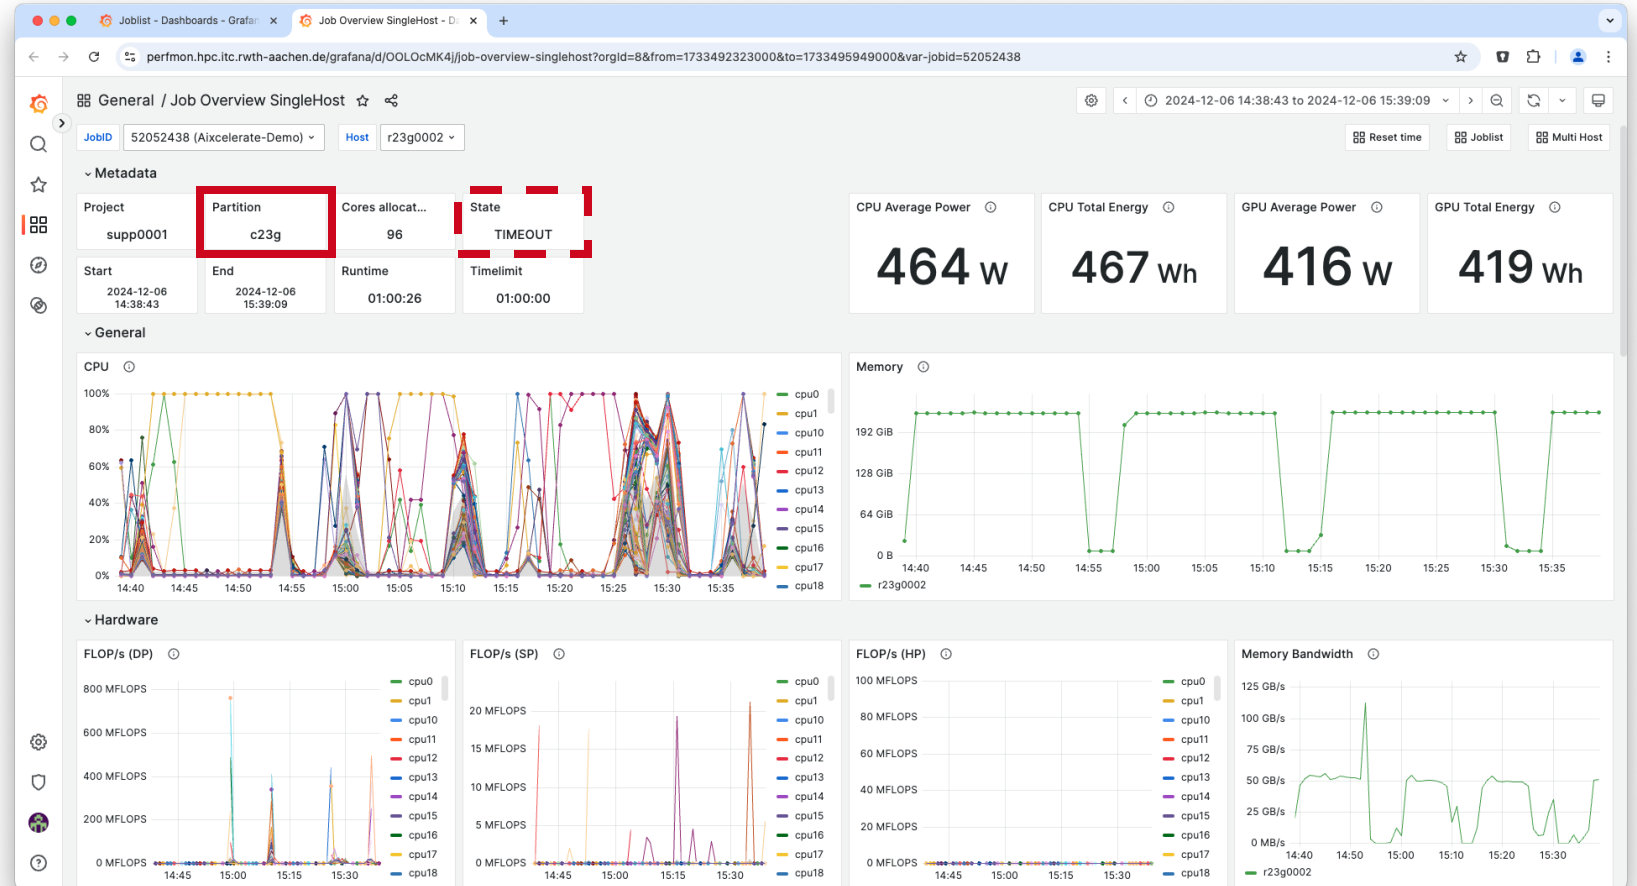 Joblist - Dashboards - Grafan
Job Overview SingleHost - D
perfmon.hpc.itc.rwth-aachen.de/grafana/d/OOLOcMK4j/job-overview-singlehost?orgId=8&from=1733492323000&to=1733495949000&var-jobid=52052438
General / Job Overview SingleHost
2024-12-06 14:38:43 to 2024-12-06 15:39:09
JobID 52052438 (Aixcelerate-Demo) Host r23g0002
Reset time Joblist Multi Host
Metadata
Project
supp0001
Partition
c23g
Cores allocat...
96
State
TIMEOUT
Start
2024-12-06
14:38:43
End
2024-12-06
15:39:09
Runtime
01:00:26
Timelimit
01:00:00
CPU Average Power
464 W
CPU Total Energy
467 Wh
GPU Average Power
416 W
GPU Total Energy
419 Wh
General
CPU
100%
80%
60%
40%
20%
0%
14:40 14:45 14:50 14:55 15:00 15:05 15:10 15:15 15:20 15:25 15:30 15:35
cpu0
cpu1
cpu10
cpu11
cpu12
cpu13
cpu14
cpu15
cpu16
cpu17
cpu18
Memory
192 GiB
128 GiB
64 GiB
0 B
14:40 14:45 14:50 14:55 15:00 15:05 15:10 15:15 15:20 15:25 15:30 15:35
r23g0002
Hardware
FLOP/s (DP)
800 MFLOPS
600 MFLOPS
400 MFLOPS
200 MFLOPS
0 MFLOPS
14:45 15:00 15:15 15:30
cpu0
cpu1
cpu10
cpu11
cpu12
cpu13
cpu14
cpu15
cpu16
cpu17
cpu18
FLOP/s (SP)
20 MFLOPS
15 MFLOPS
10 MFLOPS
5 MFLOPS
0 MFLOPS
14:45 15:00 15:15 15:30
cpu0
cpu1
cpu10
cpu11
cpu12
cpu13
cpu14
cpu15
cpu16
cpu17
cpu18
FLOP/s (HP)
100 MFLOPS
80 MFLOPS
60 MFLOPS
40 MFLOPS
20 MFLOPS
0 MFLOPS
14:45 15:00 15:15 15:30
cpu0
cpu1
cpu10
cpu11
cpu12
cpu13
cpu14
cpu15
cpu16
cpu17
cpu18
Memory Bandwidth
125 GB/s
100 GB/s
75 GB/s
50 GB/s
25 GB/s
0 MB/s
14:40 14:50 15:00 15:10 15:20 15:30
r23g0002